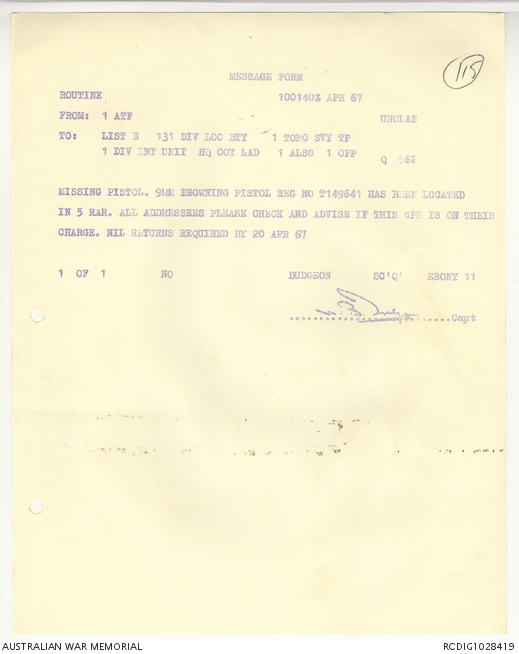 115
MESSAGE FORM
ROUTINE 100140Z APR 67
FROM: 1 ATF UNCLAS
TO: LIST B 131 DIV LOC BTY 1 TOPO SVY TP
1 DIV INT UNIT HQ COY LAD 1 ALSG 1 OFP Q 562
MISSING PISTOL. 9MM BROWNING PISTOL REG NO T149641 HAS BEEN LOCATED
IN 5 RAR. ALL ADDRESSEES PLEASE CHECK AND ADVISE IF THIS WPN IS ON THEIR
CHARGE. NIL RETURNS REQUIRED BY 20 APR 67
1 OF 1 NO DUDGEON SC'Q' EBONY 11
Capt
AUSTRALIAN WAR MEMORIAL RCDIG1028419